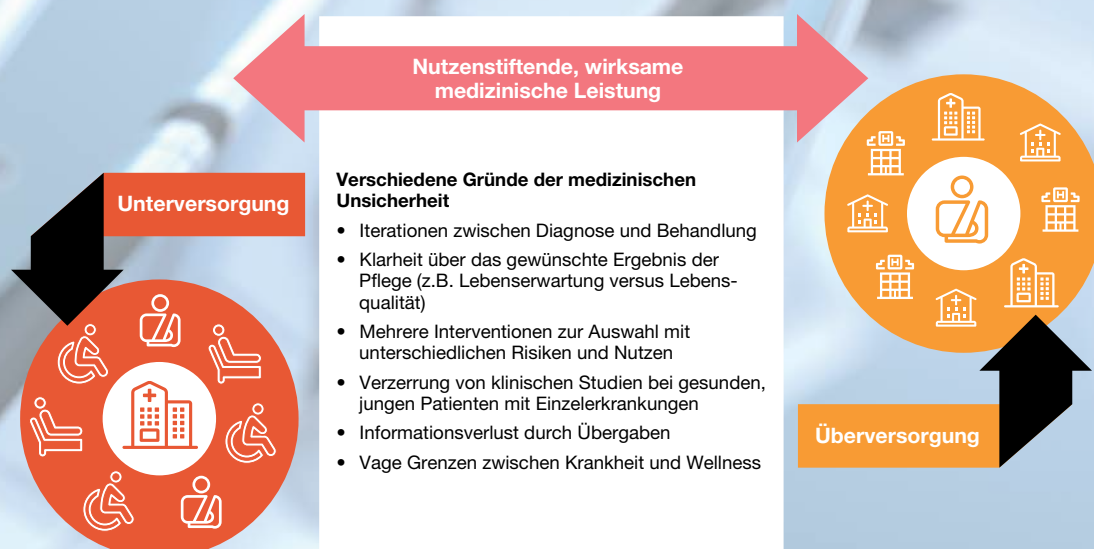 Nutzenstiftende, wirksame
medizinische Leistung
Unterversorgung
Verschiedene Gründe der medizinischen
Unsicherheit
• Iterationen zwischen Diagnose und Behandlung
• Klarheit über das gewünschte Ergebnis der
Pflege (z.B. Lebenserwartung versus Lebens-
qualität)
• Mehrere Interventionen zur Auswahl mit
unterschiedlichen Risiken und Nutzen
• Verzerrung von klinischen Studien bei gesunden,
jungen Patienten mit Einzelerkrankungen
• Informationsverlust durch Übergaben
• Vage Grenzen zwischen Krankheit und Wellness
H
H
H
Überversorgung